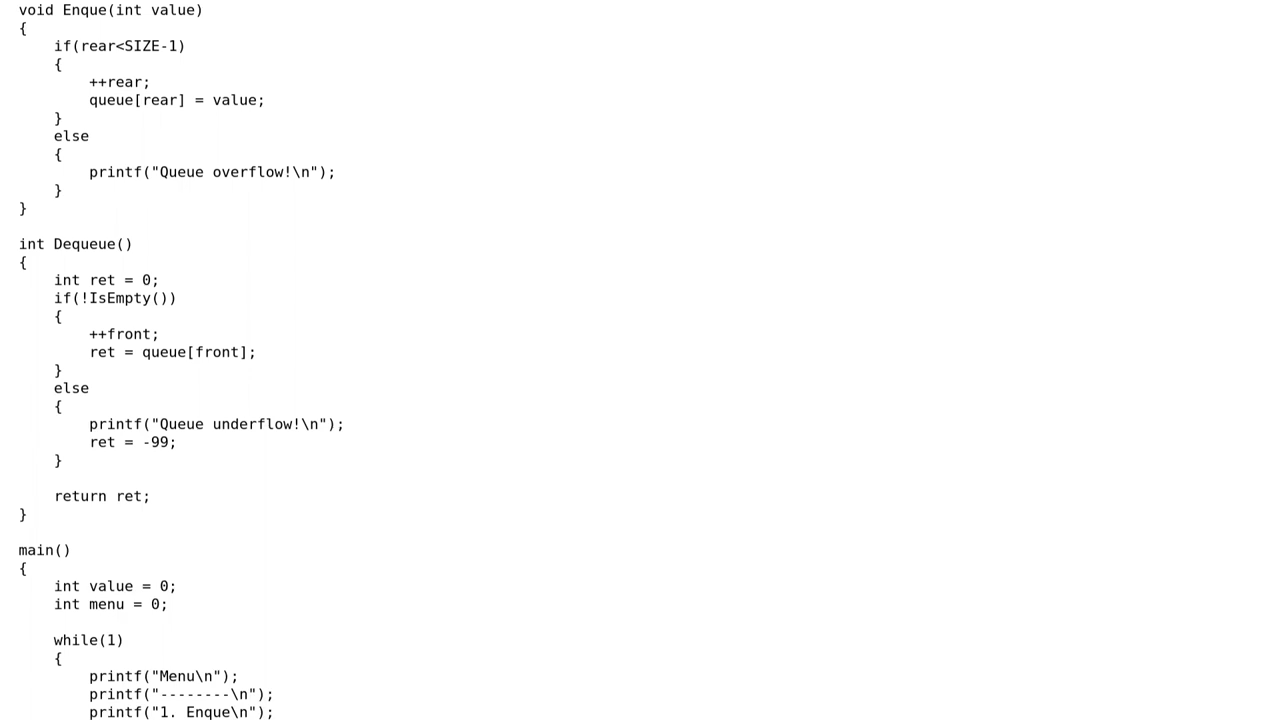 void Enque(int value)
{
    if(rear<SIZE-1)
    {
        ++rear;
        queue[rear] = value;
    }
    else
    {
        printf("Queue overflow!\n");
    }
}

int Dequeue()
{
    int ret = 0;
    if(!IsEmpty())
    {
        ++front;
        ret = queue[front];
    }
    else
    {
        printf("Queue underflow!\n");
        ret = -99;
    }

    return ret;
}

main()
{
    int value = 0;
    int menu = 0;

    while(1)
    {
        printf("Menu\n");
        printf("--------\n");
        printf("1. Enque\n");